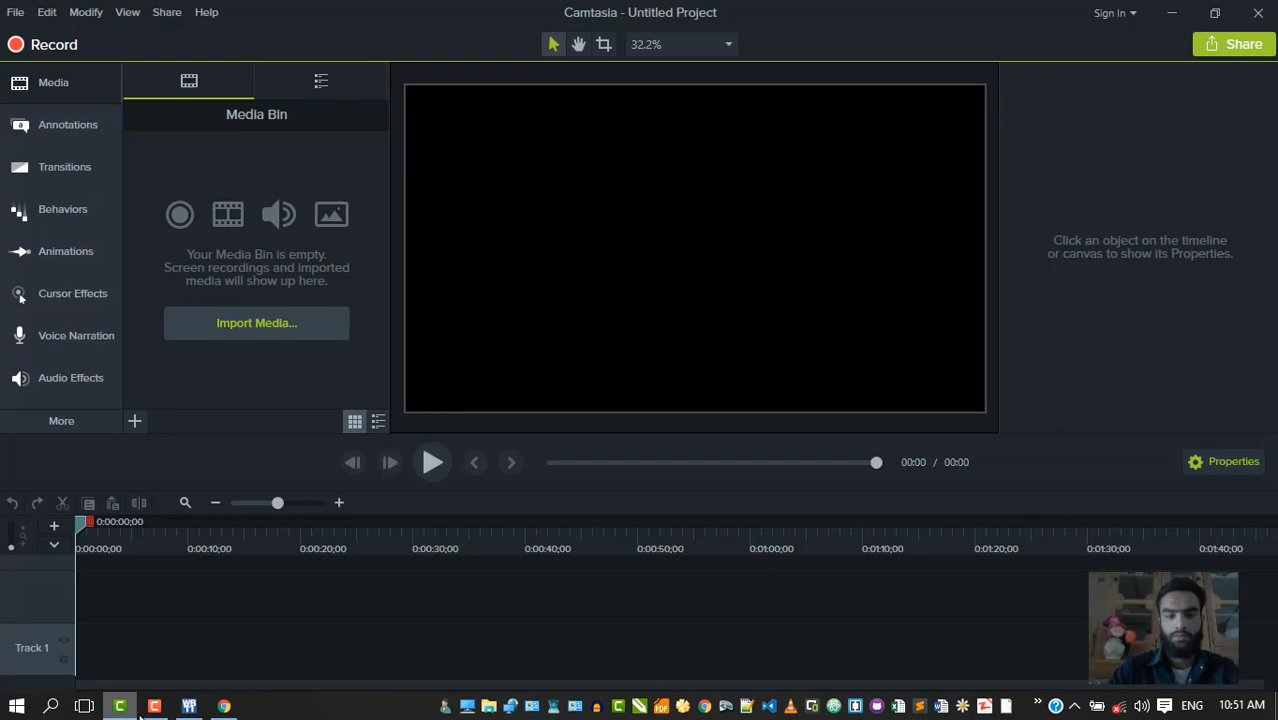 File Edit Modify View Share Help
Camtasia - Untitled Project
Sign In
Record
32.2%
Share
Media
Media Bin
Annotations
Transitions
Behaviors
Animations
Cursor Effects
Voice Narration
Audio Effects
More
Your Media Bin is empty.
Screen recordings and imported
media will show up here.
Import Media...
Click an object on the timeline
or canvas to show its Properties.
00:00 / 00:00
Properties
0:00:00;00
0:00:00;00 0:00:10;00 0:00:20;00 0:00:30;00 0:00:40;00 0:00:50;00 0:01:00;00 0:01:10;00 0:01:20;00 0:01:30;00 0:01:40;00
Track 1
ENG 10:51 AM